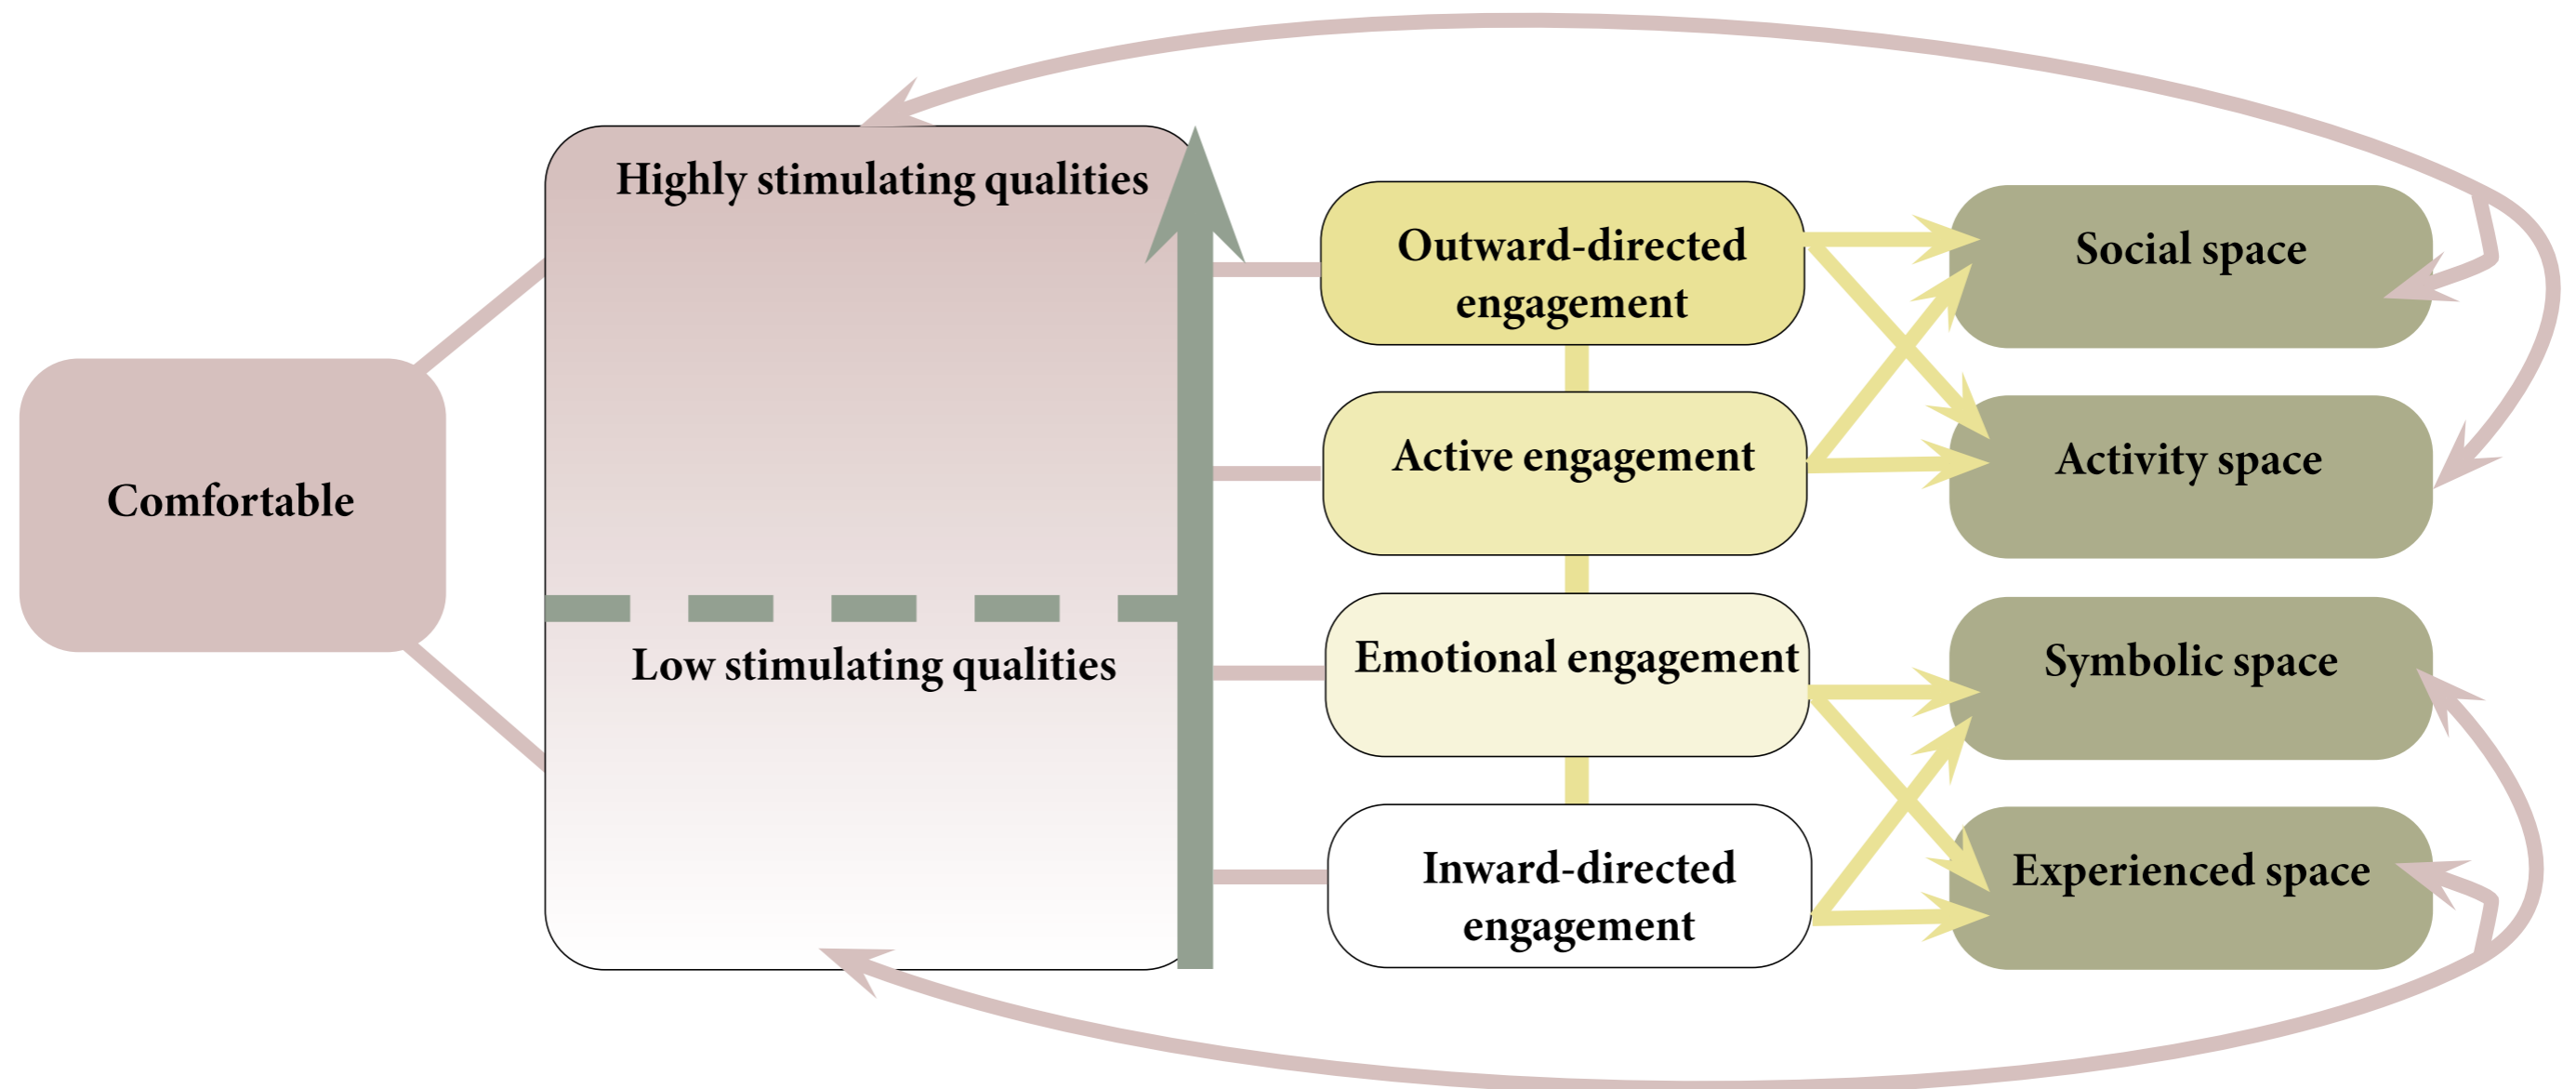 Highly stimulating qualities
Outward-directed
engagement
Social space
Active engagement
Activity space
Comfortable
Low stimulating qualities
Emotional engagement
Symbolic space
Inward-directed
engagement
Experienced space